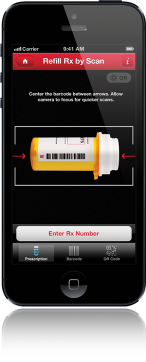 Carrier 9:41 AM
Refill Rx by Scan
i
Off
Center the barcode between arrows. Allow
camera to focus for quicker scans.
Enter Rx Number
Prescription Barcode QR Code